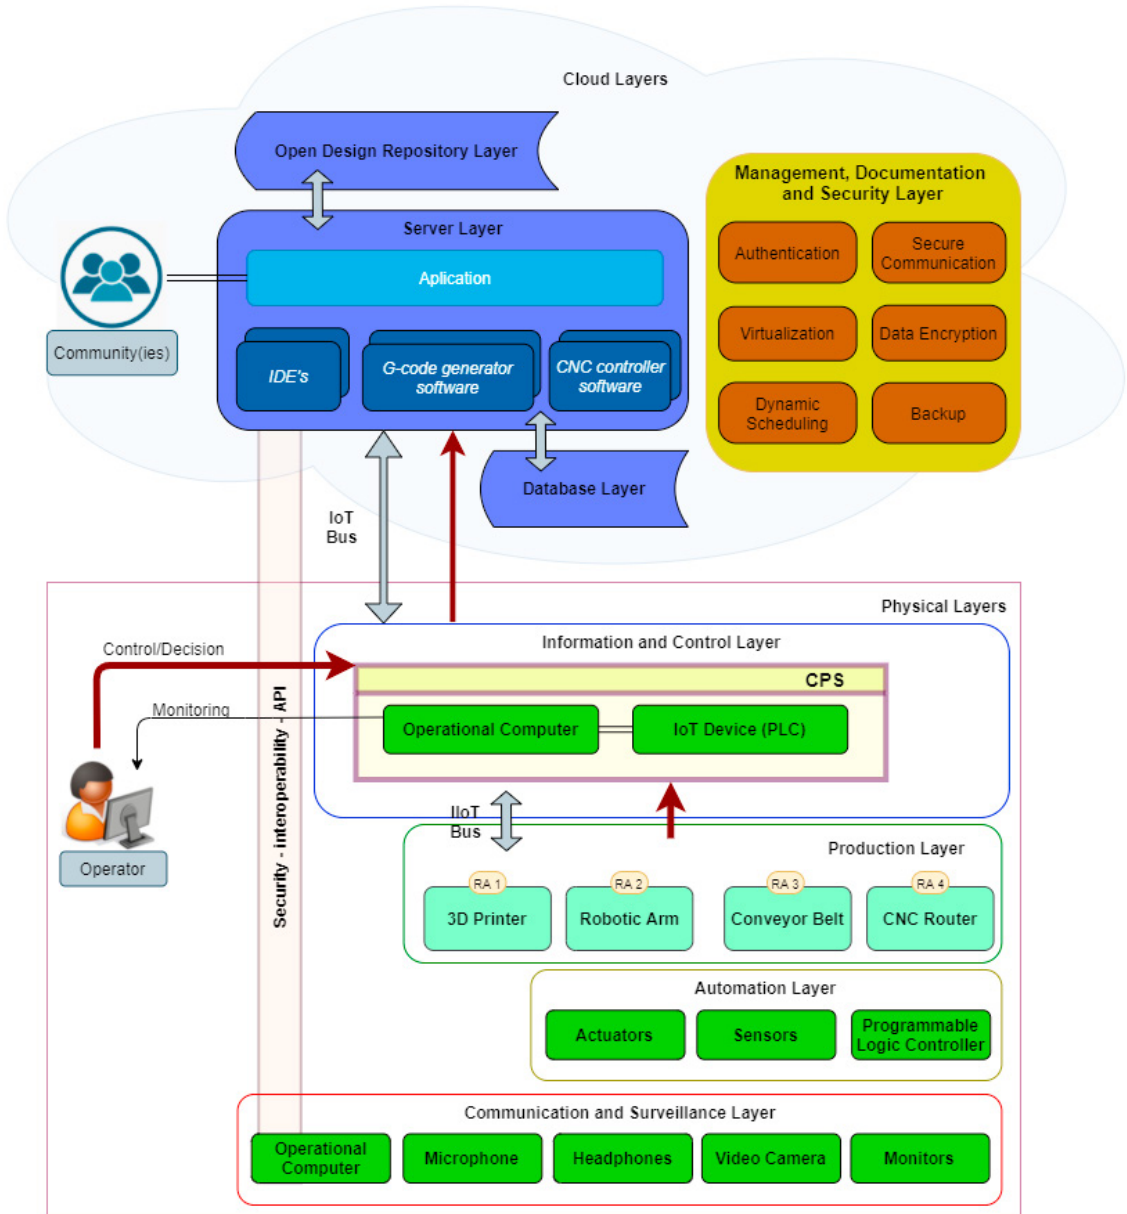 Cloud Layers
Open Design Repository Layer
Management, Documentation
and Security Layer
Server Layer
Authentication
Secure
Communication
Aplication
Community(ies)
Virtualization
Data Encryption
IDE's
G-code generator
software
CNC controller
software
Dynamic
Scheduling
Backup
Database Layer
IoT
Bus
Physical Layers
Information and Control Layer
Control/Decision
CPS
Monitoring
Operational Computer
IoT Device (PLC)
Security - interoperability - API
IIoT
Bus
Operator
Production Layer
RA 1
RA 2
RA 3
RA 4
3D Printer
Robotic Arm
Conveyor Belt
CNC Router
Automation Layer
Actuators
Sensors
Programmable
Logic Controller
Communication and Surveillance Layer
Operational
Computer
Microphone
Headphones
Video Camera
Monitors